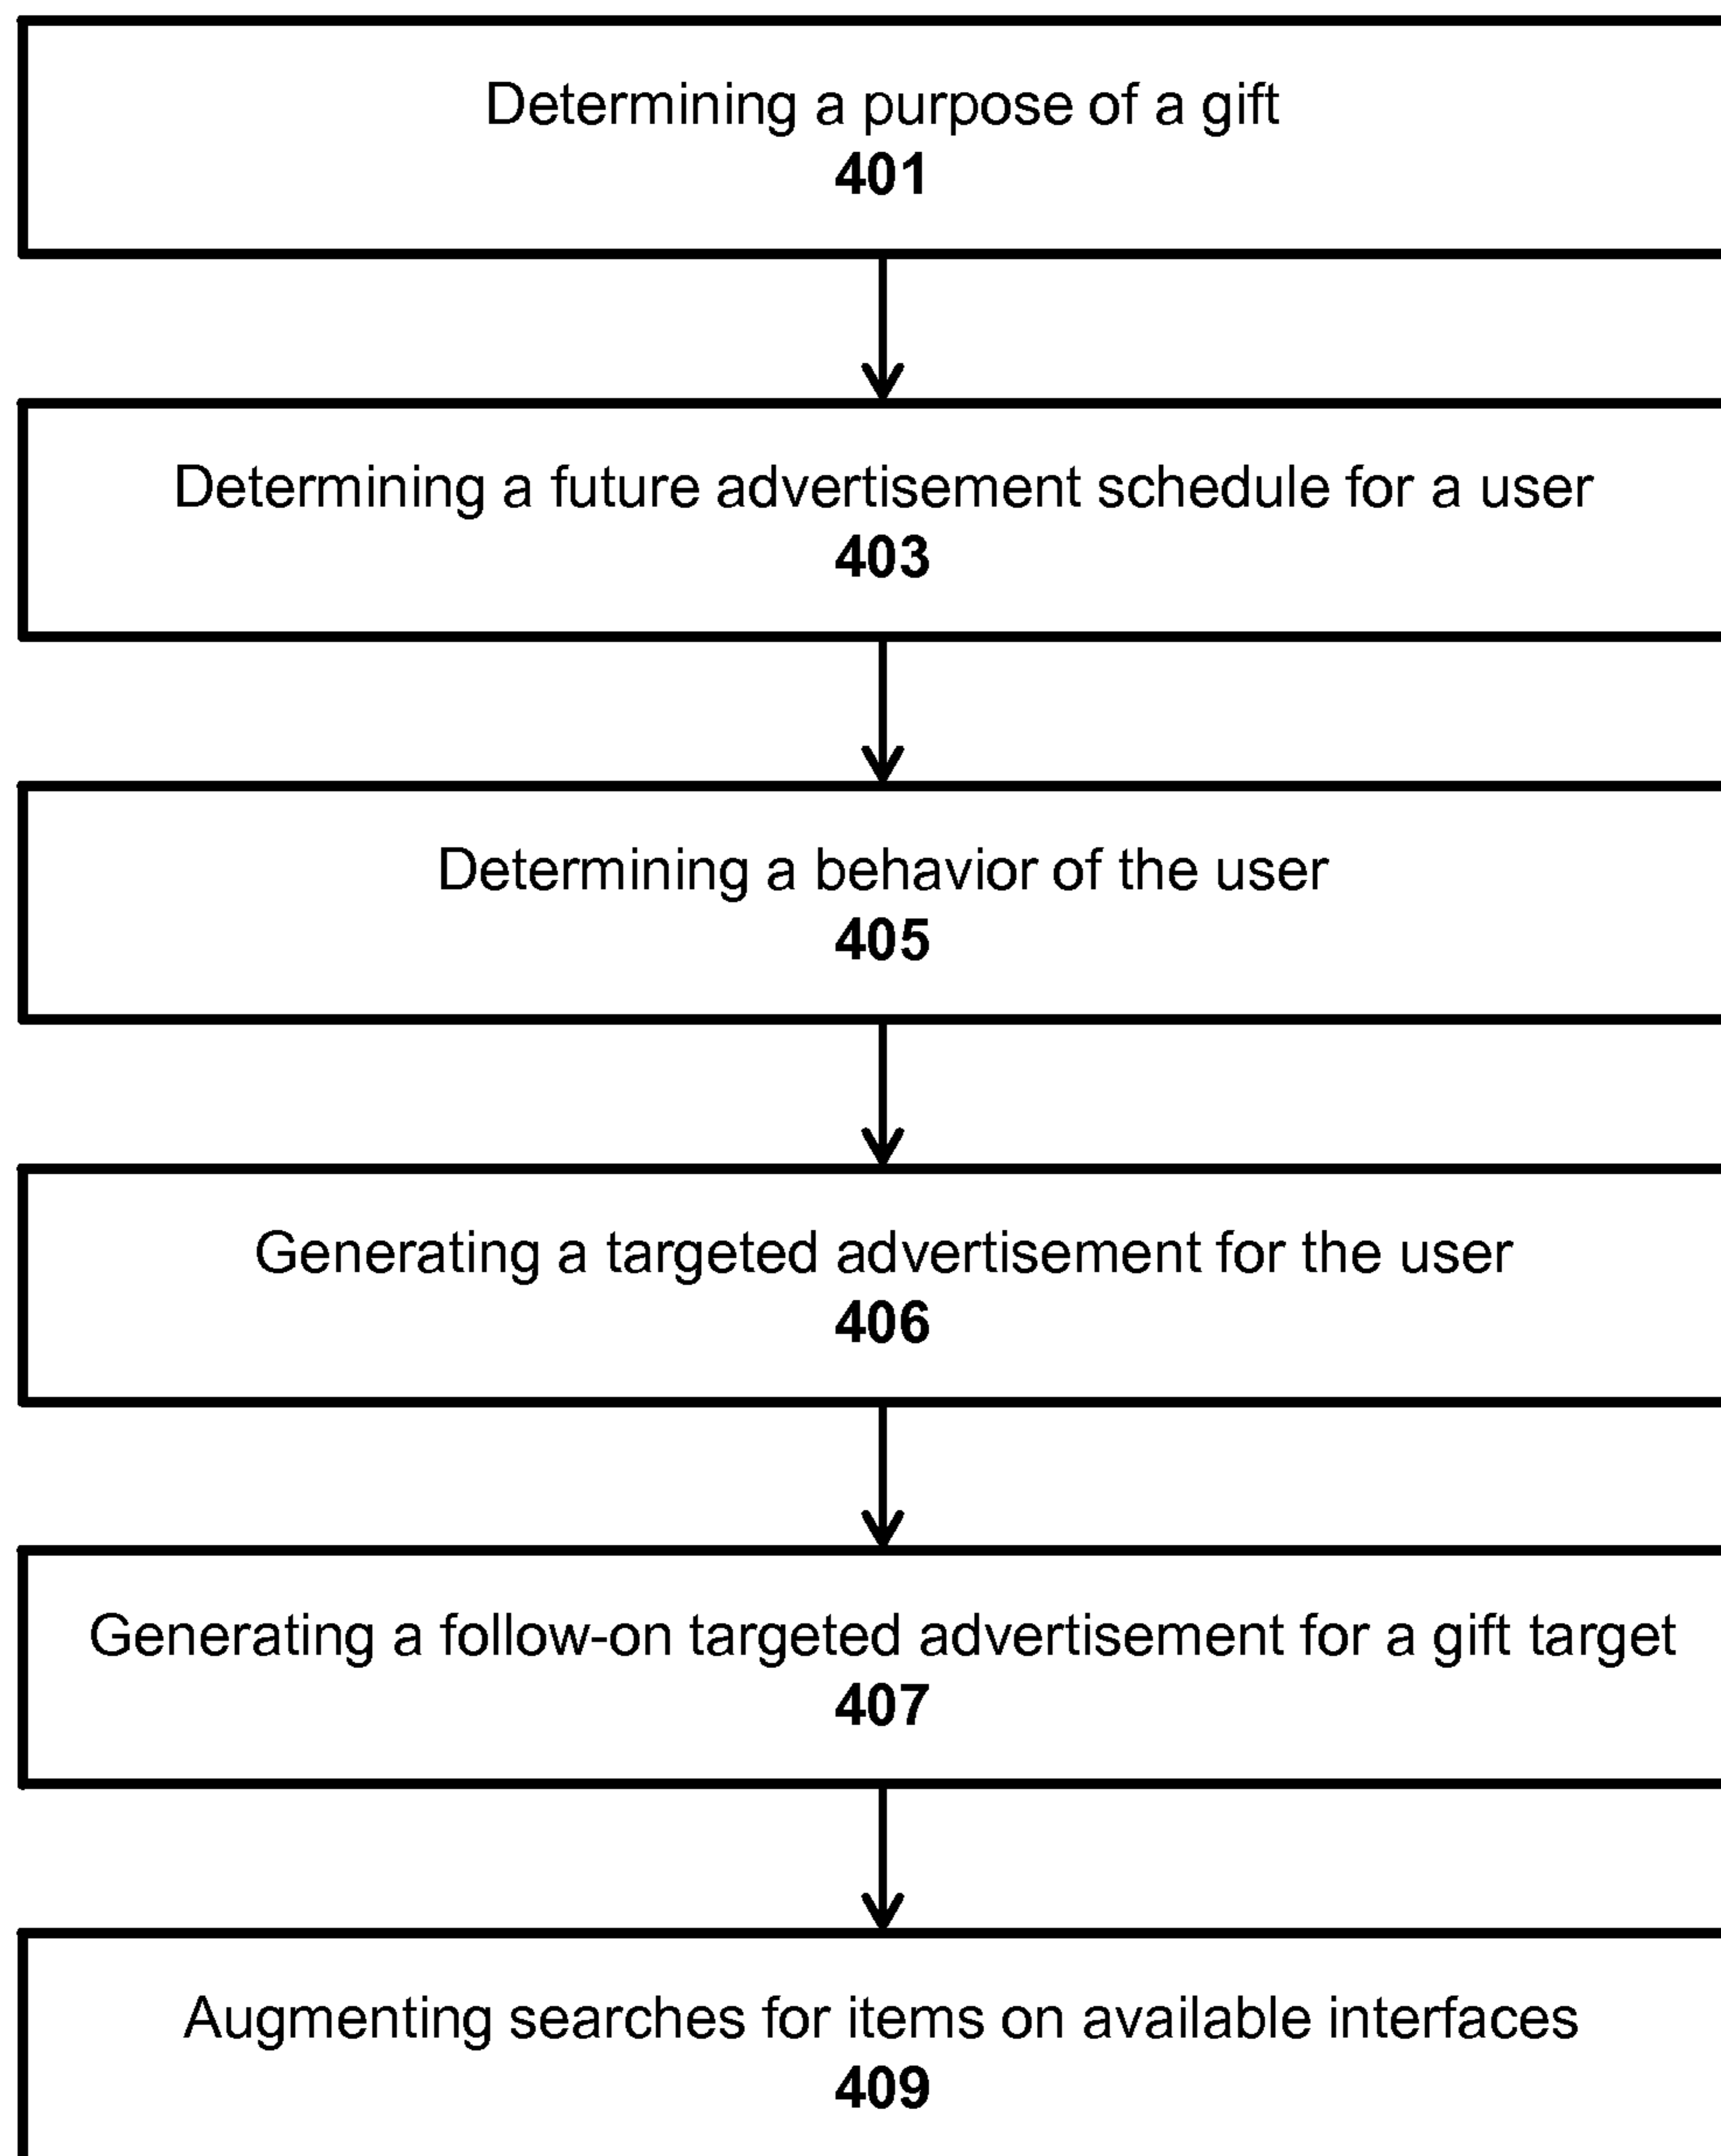 Determining a purpose of a gift
401
Determining a future advertisement schedule for a user
403
Determining a behavior of the user
405
Generating a targeted advertisement for the user
406
Generating a follow-on targeted advertisement for a gift target
407
Augmenting searches for items on available interfaces
409